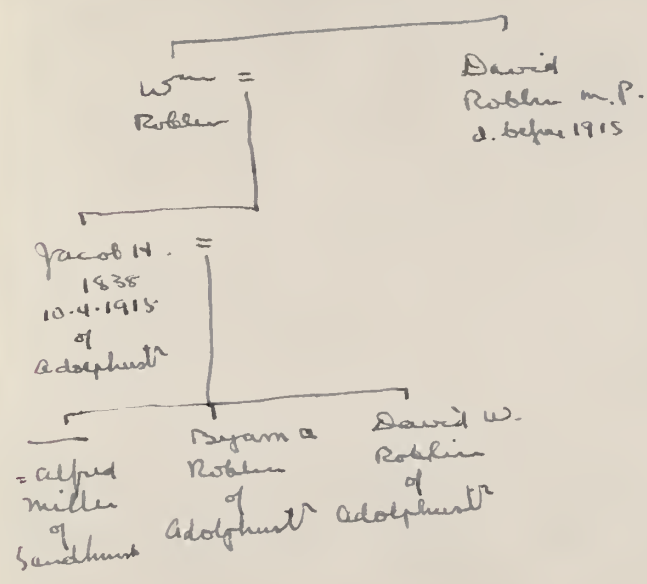 Wm =
Roblin
David
Roblin M.P.
d. before 1915
Jacob H. =
1838
10.4.1915
of
Adolphustn
= Alfred
Miller
of
Sandhurst
Byam A
Roblin
of
Adolphustn
David W.
Roblin
of
Adolphustn